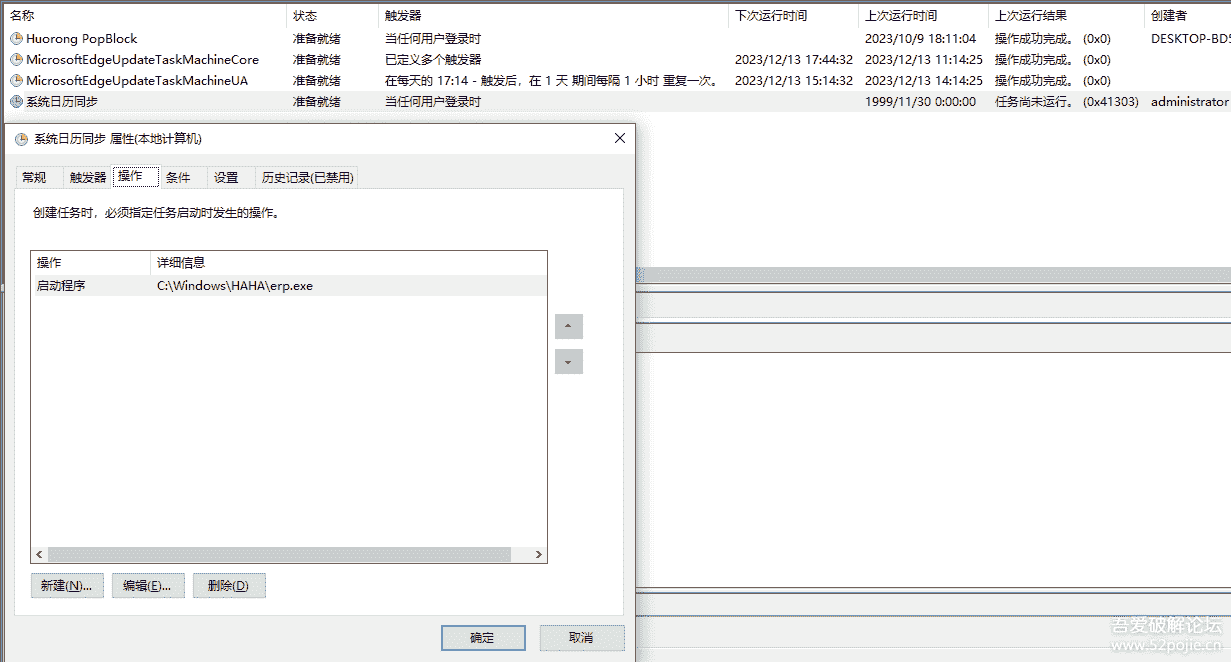 名称 状态 触发器 下次运行时间 上次运行时间 上次运行结果 创建者
Huorong PopBlock 准备就绪 当任何用户登录时 2023/10/9 18:11:04 操作成功完成。 (0x0) DESKTOP-BD5
MicrosoftEdgeUpdateTaskMachineCore 准备就绪 已定义多个触发器 2023/12/13 17:44:32 2023/12/13 11:14:25 操作成功完成。 (0x0)
MicrosoftEdgeUpdateTaskMachineUA 准备就绪 在每天的 17:14 - 触发后，在 1 天 期间每隔 1 小时 重复一次。 2023/12/13 15:14:32 2023/12/13 14:14:25 操作成功完成。 (0x0)
系统日历同步 准备就绪 当任何用户登录时 1999/11/30 0:00:00 任务尚未运行。 (0x41303) administrator
系统日历同步 属性(本地计算机)
常规 触发器 操作 条件 设置 历史记录(已禁用)
创建任务时，必须指定任务启动时发生的操作。
操作 详细信息
启动程序 C:\Windows\HAHA\erp.exe
新建(N)... 编辑(E)... 删除(D)
确定 取消
吾爱破解论坛
www.52pojie.cn